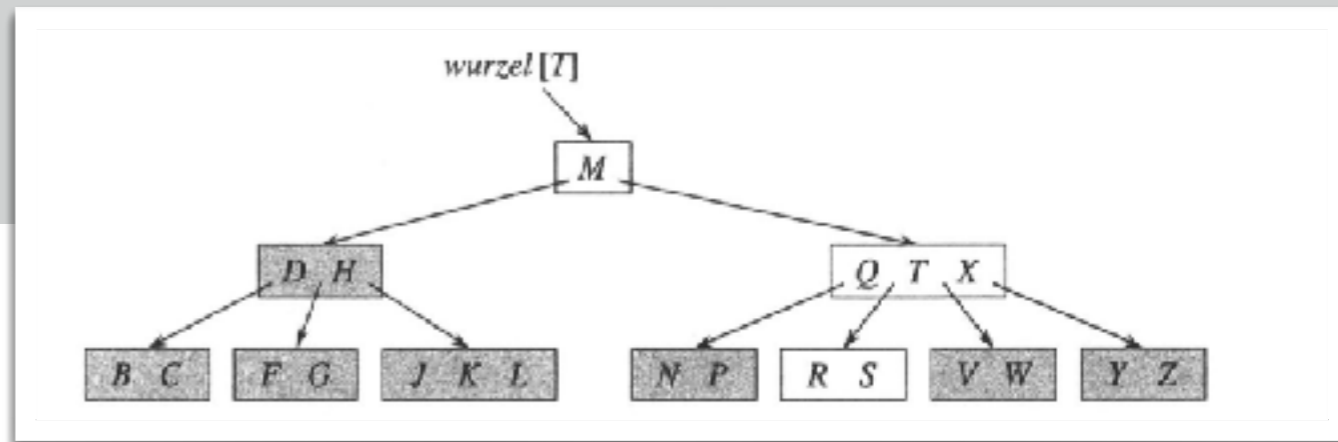 wurzel[T]
M
D H
Q T X
B C
F G
J K L
N P
R S
V W
Y Z